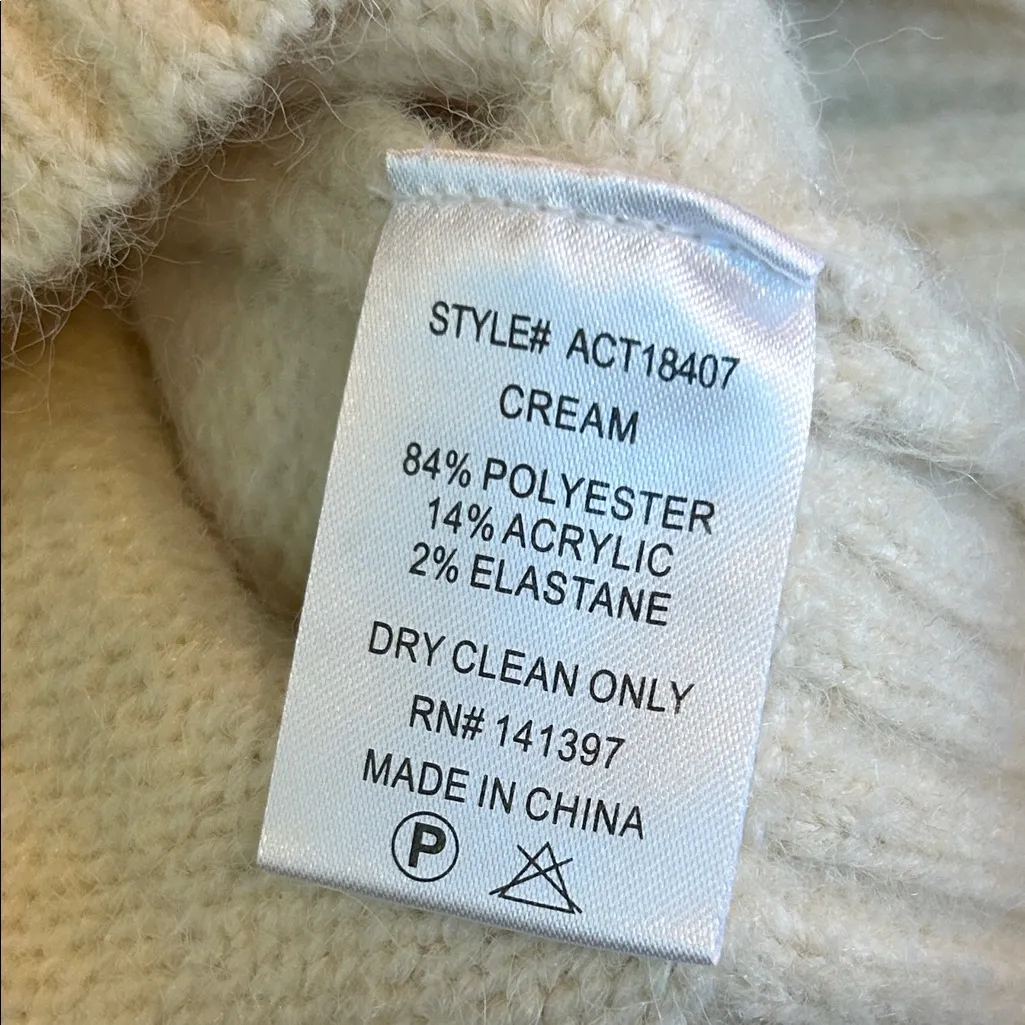 STYLE# ACT18407
CREAM
84% POLYESTER
14% ACRYLIC
2% ELASTANE
DRY CLEAN ONLY
RN# 141397
MADE IN CHINA
P